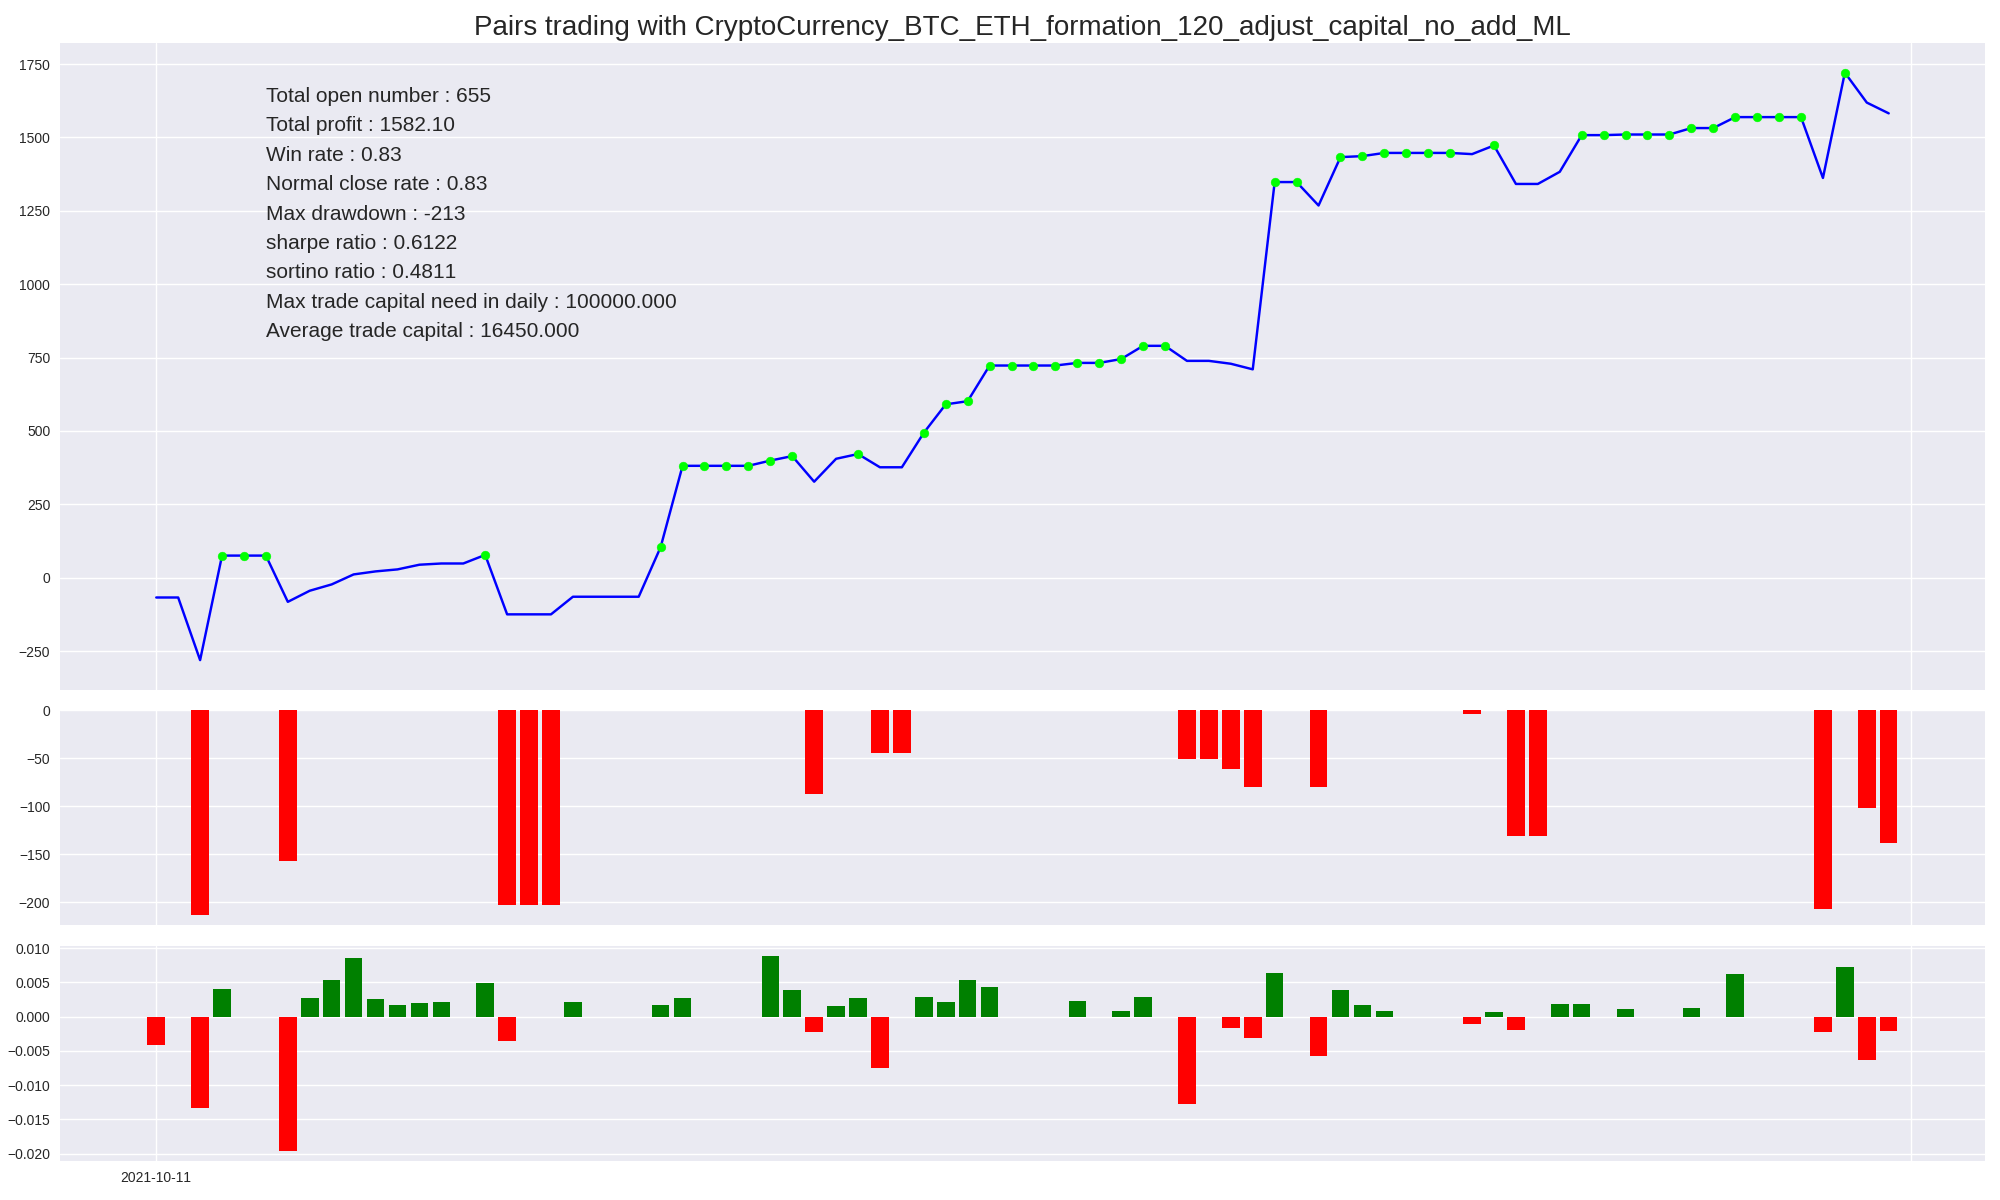 Pairs trading with CryptoCurrency_BTC_ETH_formation_120_adjust_capital_no_add_ML
1750
1500
1250
1000
750
500
250
0
−250
Total open number : 655
Total profit : 1582.10
Win rate : 0.83
Normal close rate : 0.83
Max drawdown : -213
sharpe ratio : 0.6122
sortino ratio : 0.4811
Max trade capital need in daily : 100000.000
Average trade capital : 16450.000
0
−50
−100
−150
−200
0.010
0.005
0.000
−0.005
−0.010
−0.015
−0.020
2021-10-11